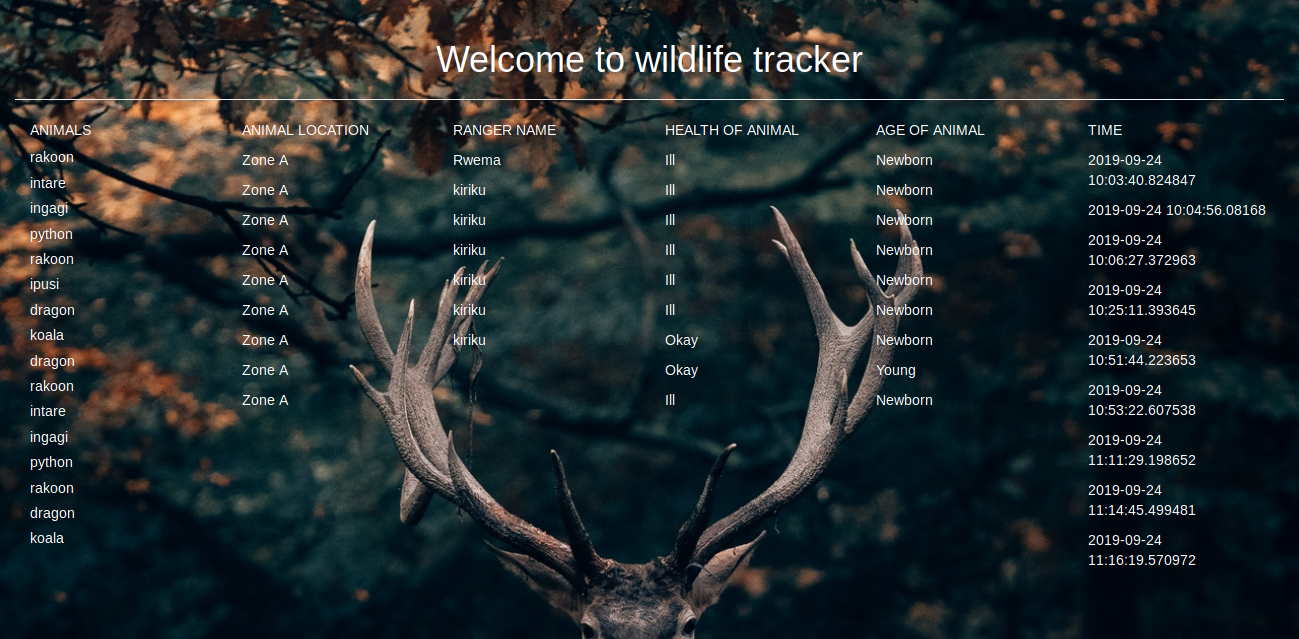 Welcome to wildlife tracker
ANIMALS
rakoon
intare
ingagi
python
rakoon
ipusi
dragon
koala
dragon
rakoon
intare
ingagi
python
rakoon
dragon
koala
ANIMAL LOCATION
Zone A
Zone A
Zone A
Zone A
Zone A
Zone A
Zone A
Zone A
Zone A
RANGER NAME
Rwema
kiriku
kiriku
kiriku
kiriku
kiriku
kiriku
HEALTH OF ANIMAL
Ill
Ill
Ill
Ill
Ill
Ill
Okay
Okay
Ill
AGE OF ANIMAL
Newborn
Newborn
Newborn
Newborn
Newborn
Newborn
Newborn
Young
Newborn
TIME
2019-09-24
10:03:40.824847
2019-09-24 10:04:56.08168
2019-09-24
10:06:27.372963
2019-09-24
10:25:11.393645
2019-09-24
10:51:44.223653
2019-09-24
10:53:22.607538
2019-09-24
11:11:29.198652
2019-09-24
11:14:45.499481
2019-09-24
11:16:19.570972